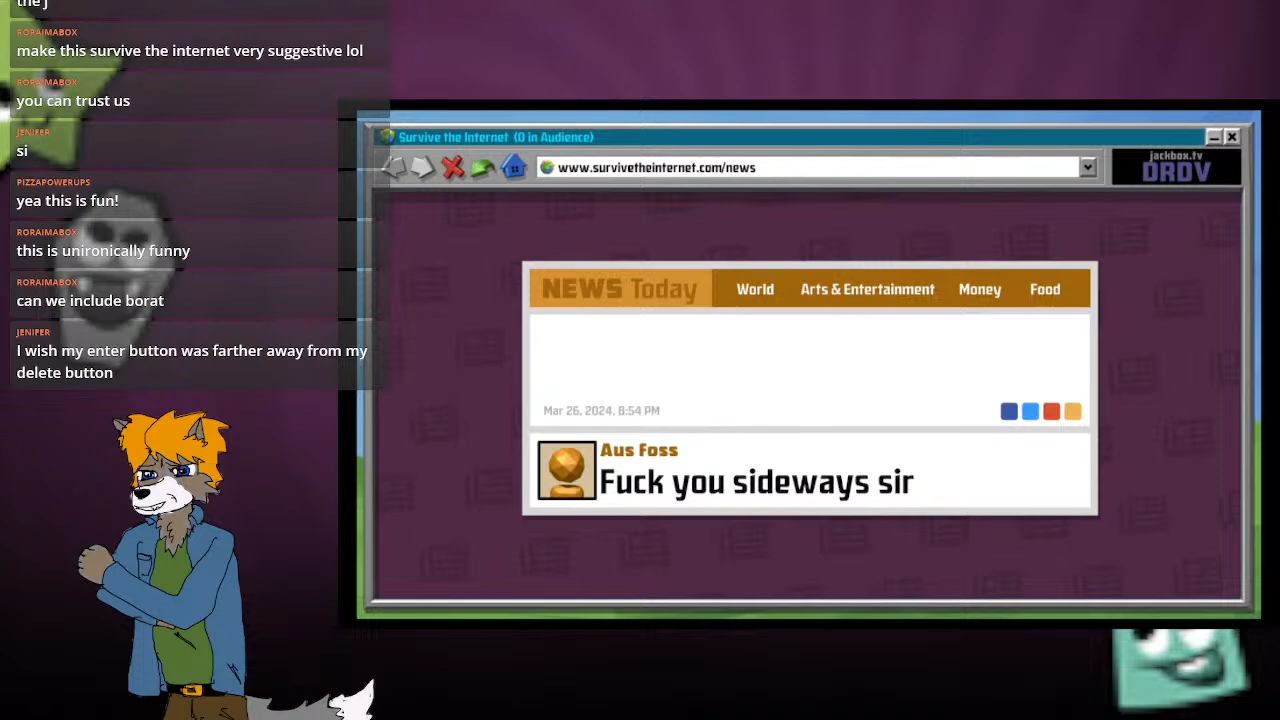 the j
RORAIMABOX
make this survive the internet very suggestive lol
RORAIMABOX
you can trust us
JENIFER
si
PIZZAPOWERUPS
yea this is fun!
RORAIMABOX
this is unironically funny
RORAIMABOX
can we include borat
JENIFER
I wish my enter button was farther away from my
delete button
Survive the Internet (0 in Audience)
www.survivetheinternet.com/news
jackbox.tv
DRDV
NEWS Today World Arts & Entertainment Money Food
Mar 26, 2024, 8:54 PM
Aus Foss
Fuck you sideways sir